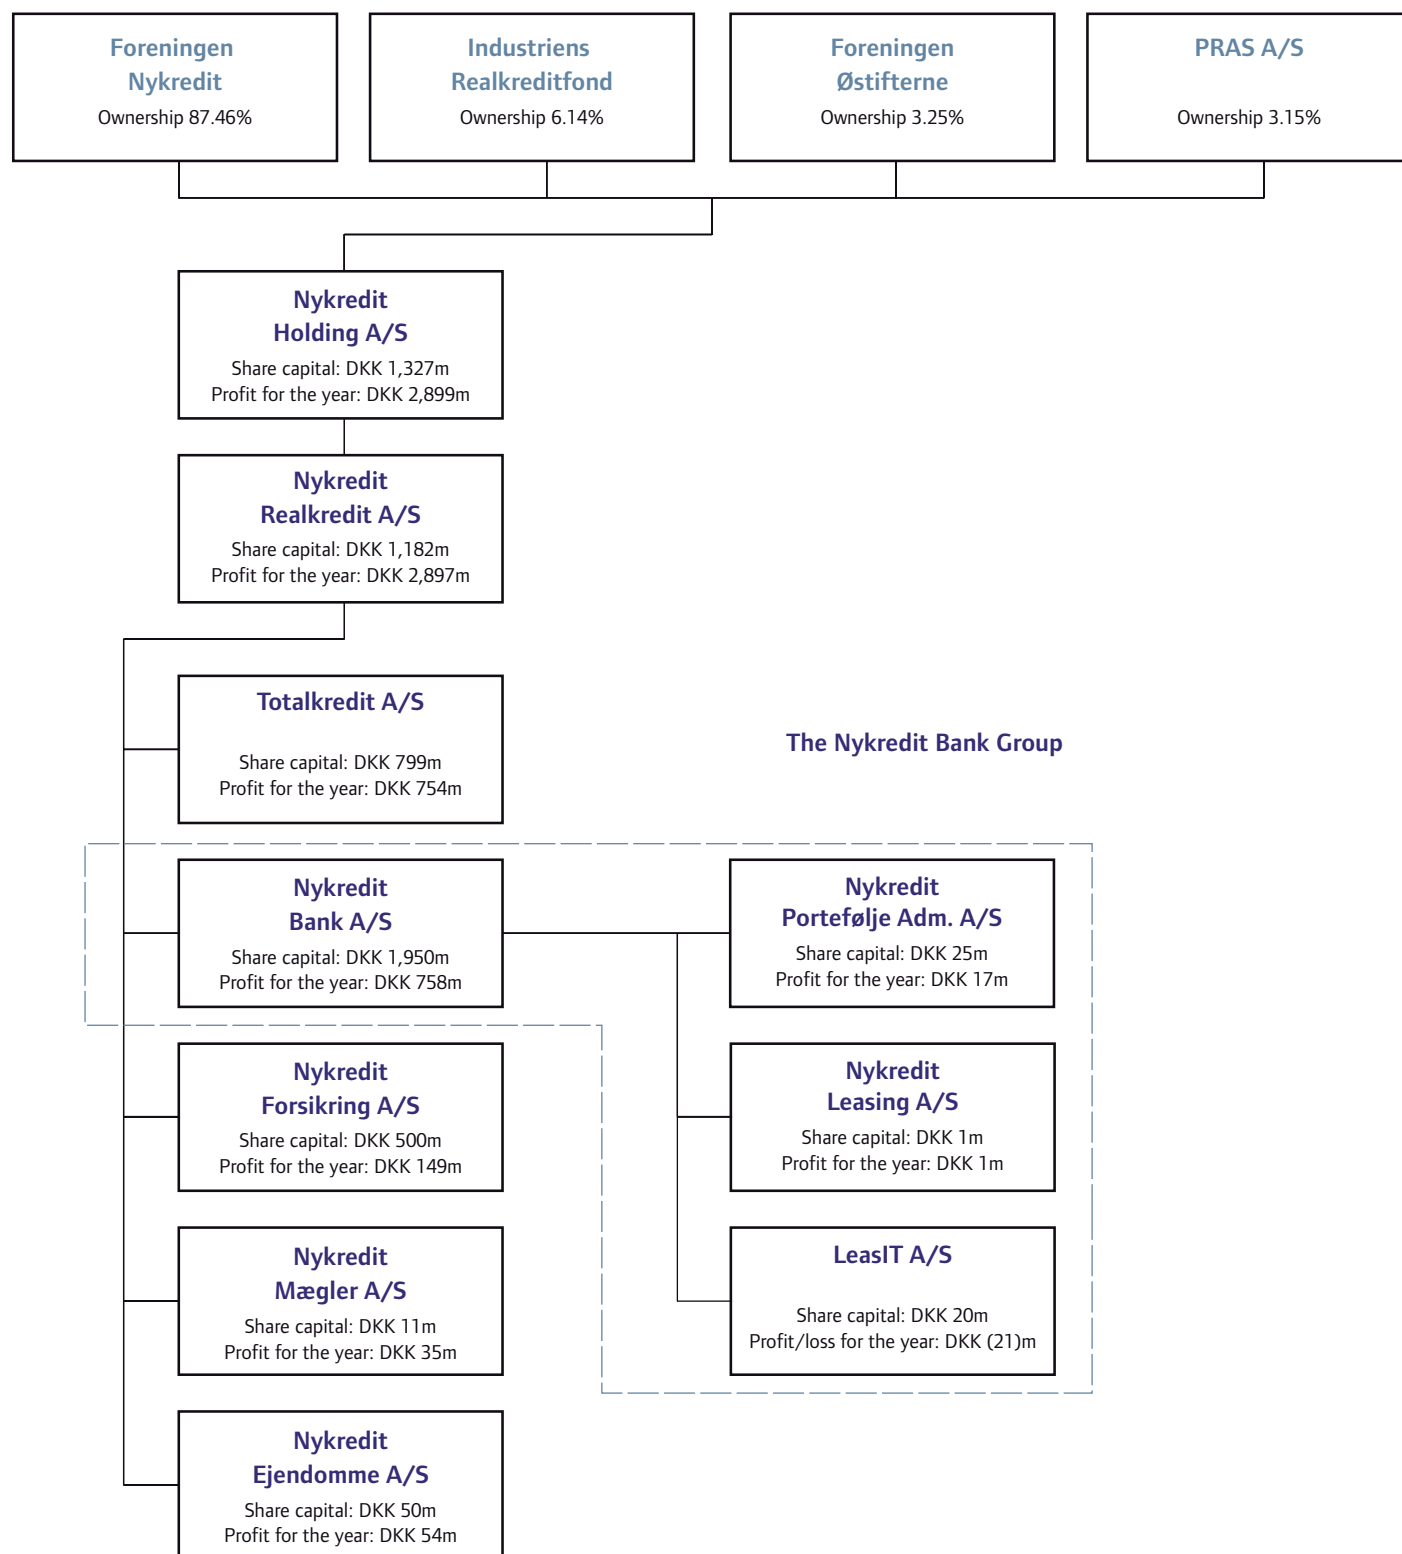 Foreningen
Nykredit
Ownership 87.46%
Industriens
Realkreditfond
Ownership 6.14%
Foreningen
Østifterne
Ownership 3.25%
PRAS A/S
Ownership 3.15%
Nykredit
Holding A/S
Share capital: DKK 1,327m
Profit for the year: DKK 2,899m
Nykredit
Realkredit A/S
Share capital: DKK 1,182m
Profit for the year: DKK 2,897m
Totalkredit A/S
Share capital: DKK 799m
Profit for the year: DKK 754m
The Nykredit Bank Group
Nykredit
Bank A/S
Share capital: DKK 1,950m
Profit for the year: DKK 758m
Nykredit
Portefølje Adm. A/S
Share capital: DKK 25m
Profit for the year: DKK 17m
Nykredit
Forsikring A/S
Share capital: DKK 500m
Profit for the year: DKK 149m
Nykredit
Leasing A/S
Share capital: DKK 1m
Profit for the year: DKK 1m
Nykredit
Mægler A/S
Share capital: DKK 11m
Profit for the year: DKK 35m
LeasIT A/S
Share capital: DKK 20m
Profit/loss for the year: DKK (21)m
Nykredit
Ejendomme A/S
Share capital: DKK 50m
Profit for the year: DKK 54m